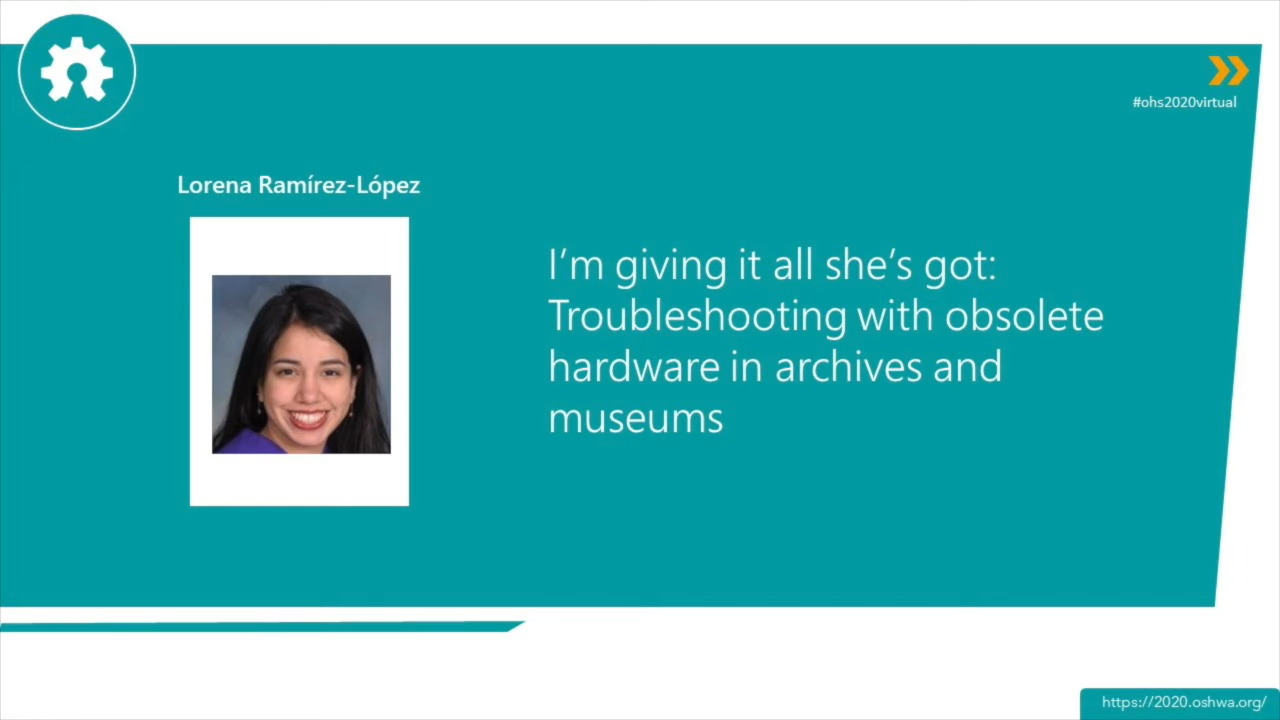 #ohs2020virtual
Lorena Ramírez-López
I’m giving it all she’s got:
Troubleshooting with obsolete
hardware in archives and
museums
https://2020.oshwa.org/